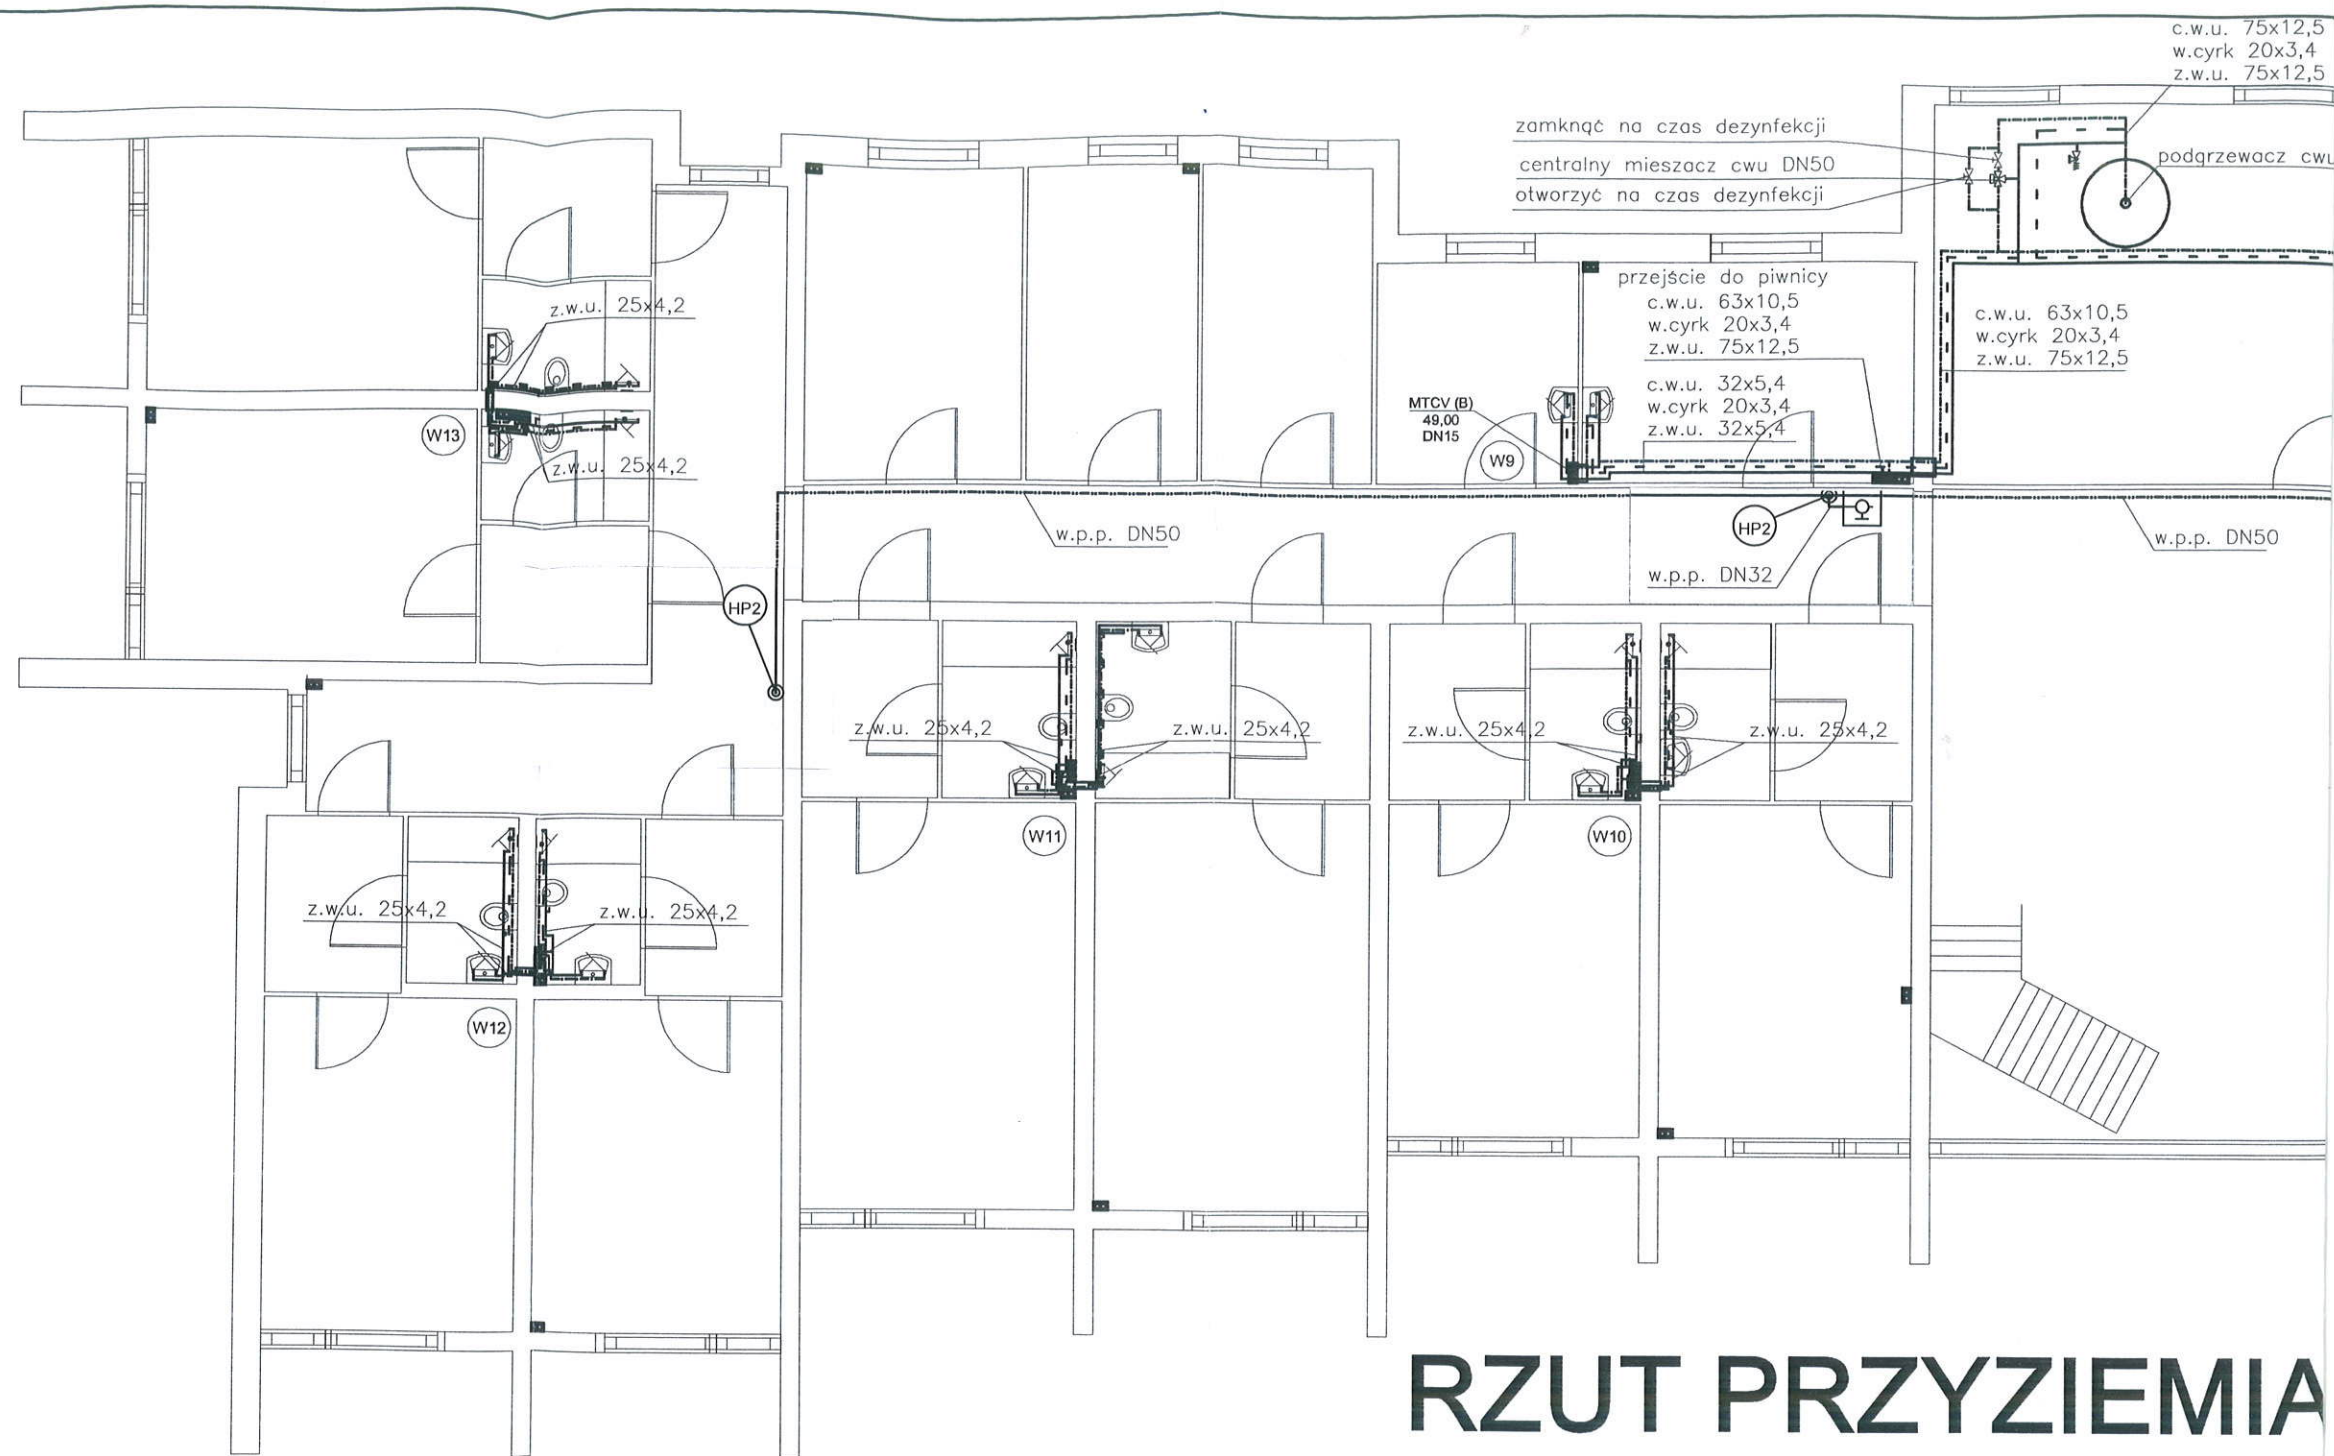 c.w.u. 75x12,5
w.cyrk 20x3,4
z.w.u. 75x12,5
zamknąć na czas dezynfekcji
centralny mieszacz cwu DN50
otworzyć na czas dezynfekcji
podgrzewacz cwu
z.w.u. 25x4,2
przejście do piwnicy
c.w.u. 63x10,5
w.cyrk 20x3,4
z.w.u. 75x12,5
c.w.u. 63x10,5
w.cyrk 20x3,4
z.w.u. 75x12,5
c.w.u. 32x5,4
w.cyrk 20x3,4
z.w.u. 32x5,4
MTCV (B)
49,00
DN15
W13
W9
z.w.u. 25x4,2
w.p.p. DN50
HP2
w.p.p. DN50
w.p.p. DN32
HP2
z.w.u. 25x4,2
z.w.u. 25x4,2
z.w.u. 25x4,2
z.w.u. 25x4,2
W11
W10
z.w.u. 25x4,2
z.w.u. 25x4,2
W12
RZUT PRZYZIEMIA